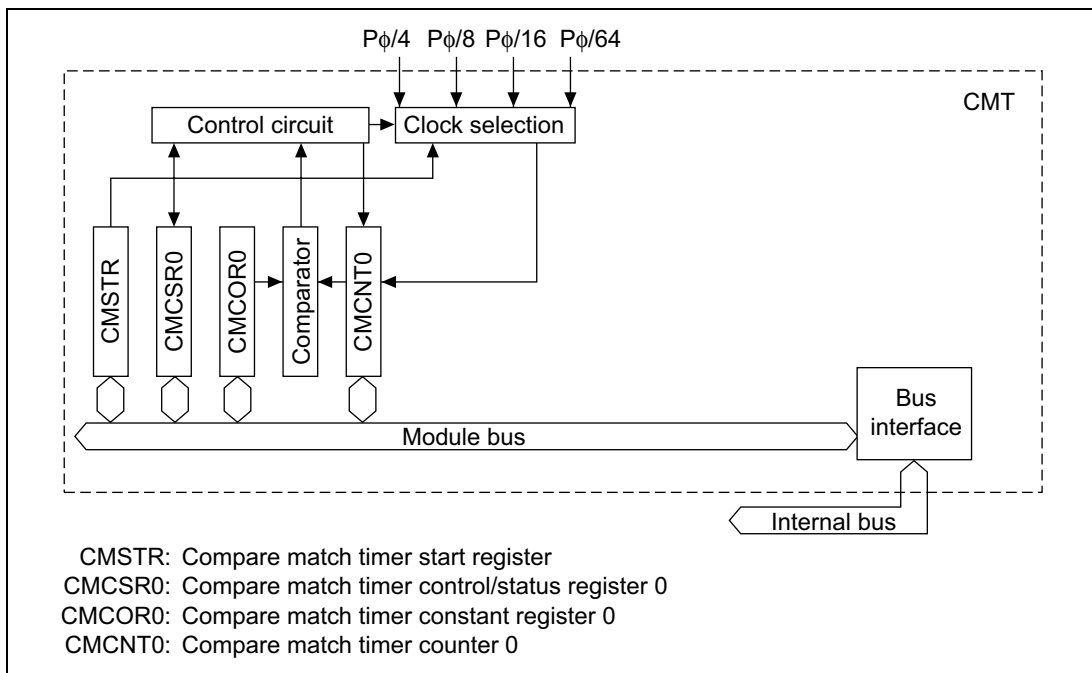 Pϕ/4 Pϕ/8 Pϕ/16 Pϕ/64
CMT
Control circuit
Clock selection
CMSTR
CMCSR0
CMCOR0
Comparator
CMCNT0
Bus
interface
Module bus
Internal bus
CMSTR: Compare match timer start register
CMCSR0: Compare match timer control/status register 0
CMCOR0: Compare match timer constant register 0
CMCNT0: Compare match timer counter 0